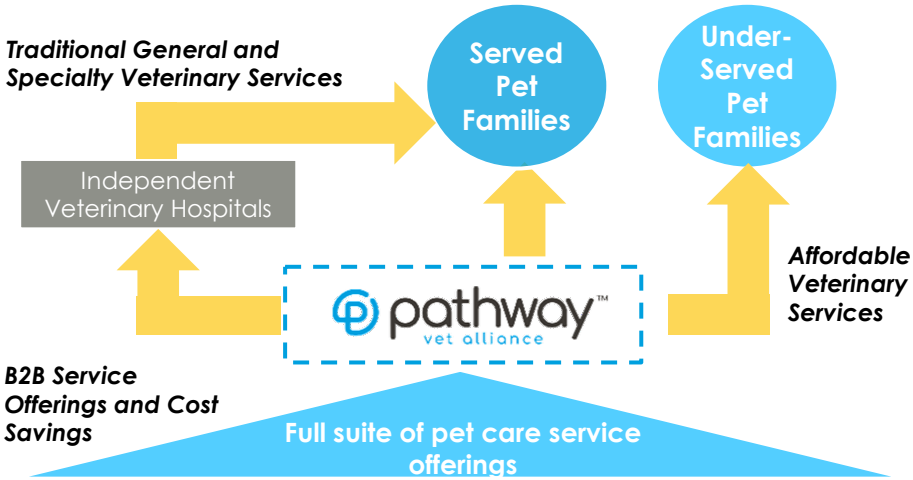 Traditional General and
Specialty Veterinary Services
Served
Pet
Families
Under-
Served
Pet
Families
Independent
Veterinary Hospitals
Affordable
Veterinary
Services
pathway™
vet alliance
B2B Service
Offerings and Cost
Savings
Full suite of pet care service
offerings